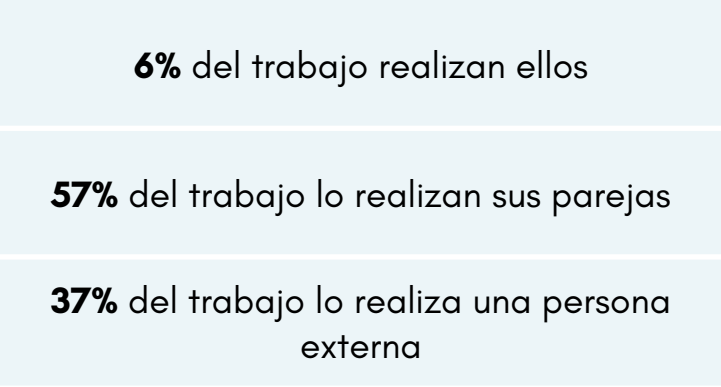 6% del trabajo realizan ellos
57% del trabajo lo realizan sus parejas
37% del trabajo lo realiza una persona
externa